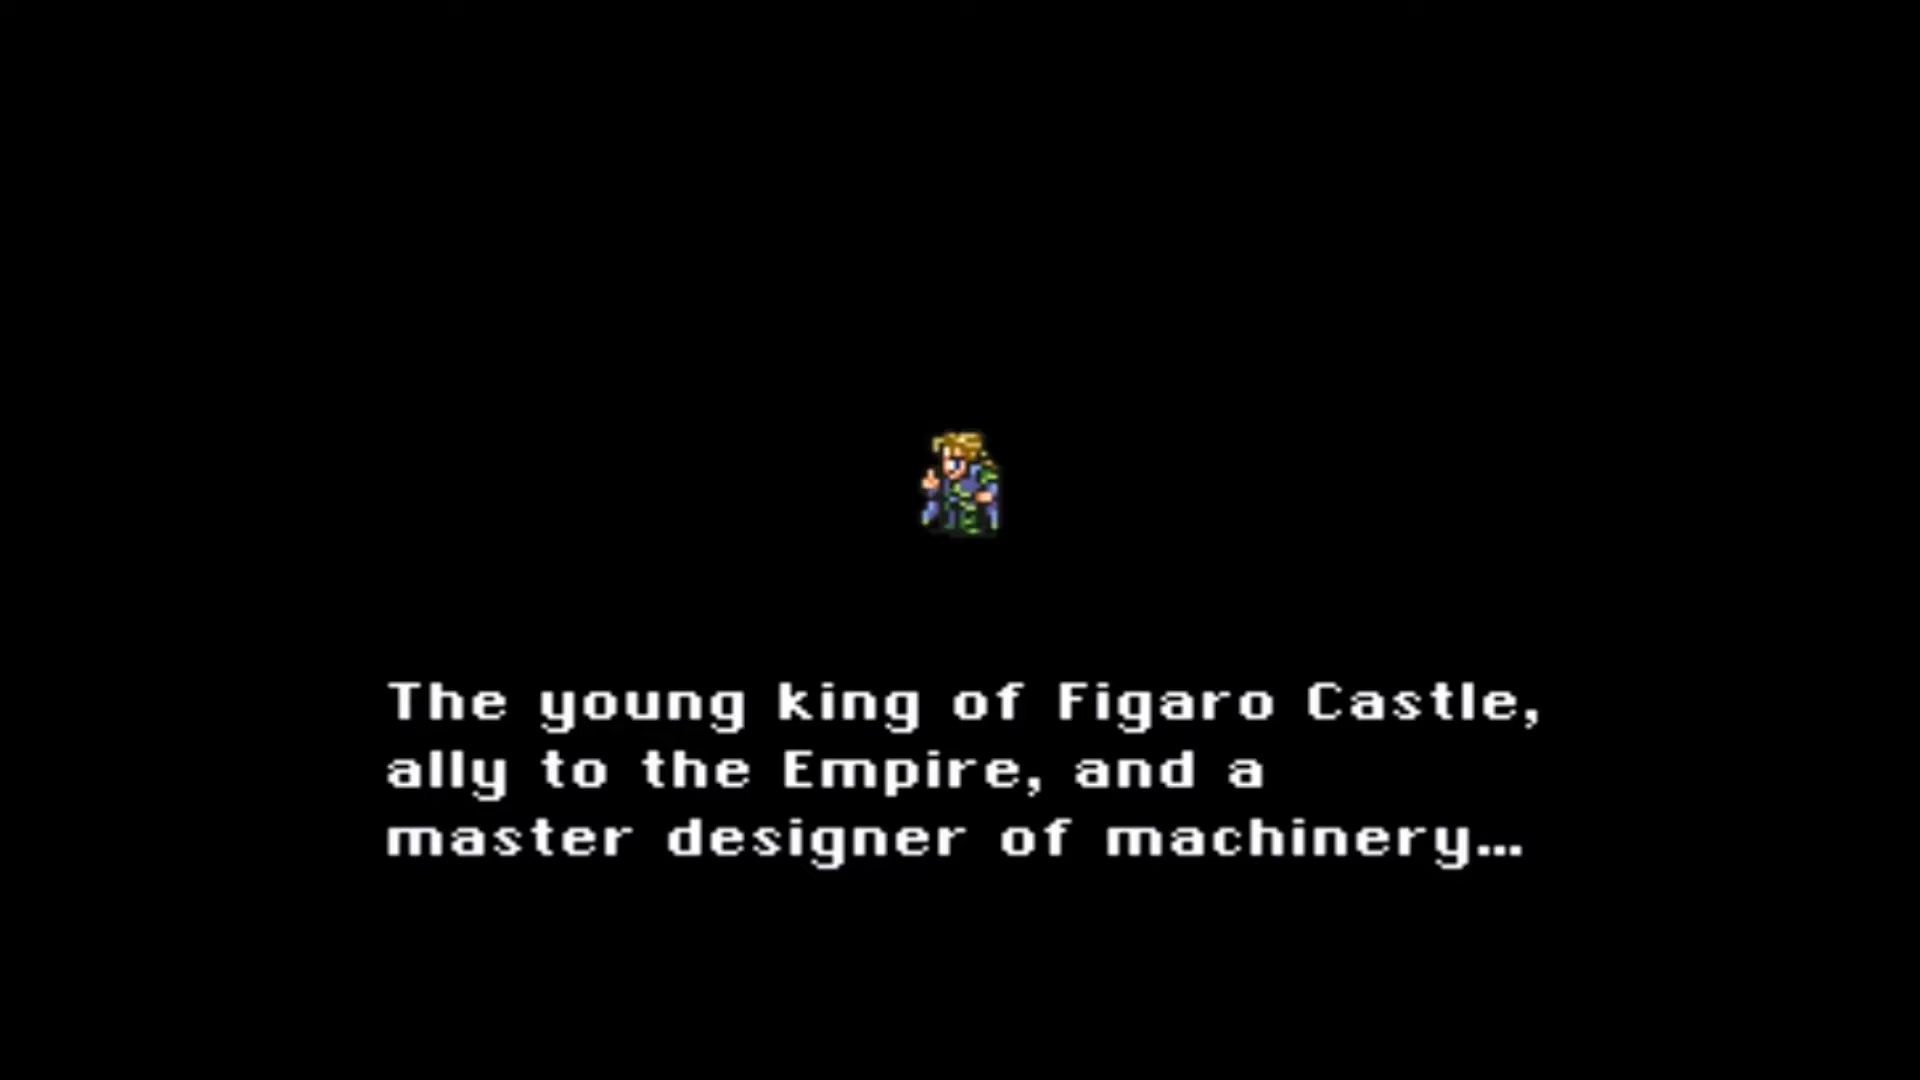 The young king of Figaro Castle,
ally to the Empire, and a
master designer of machinery...